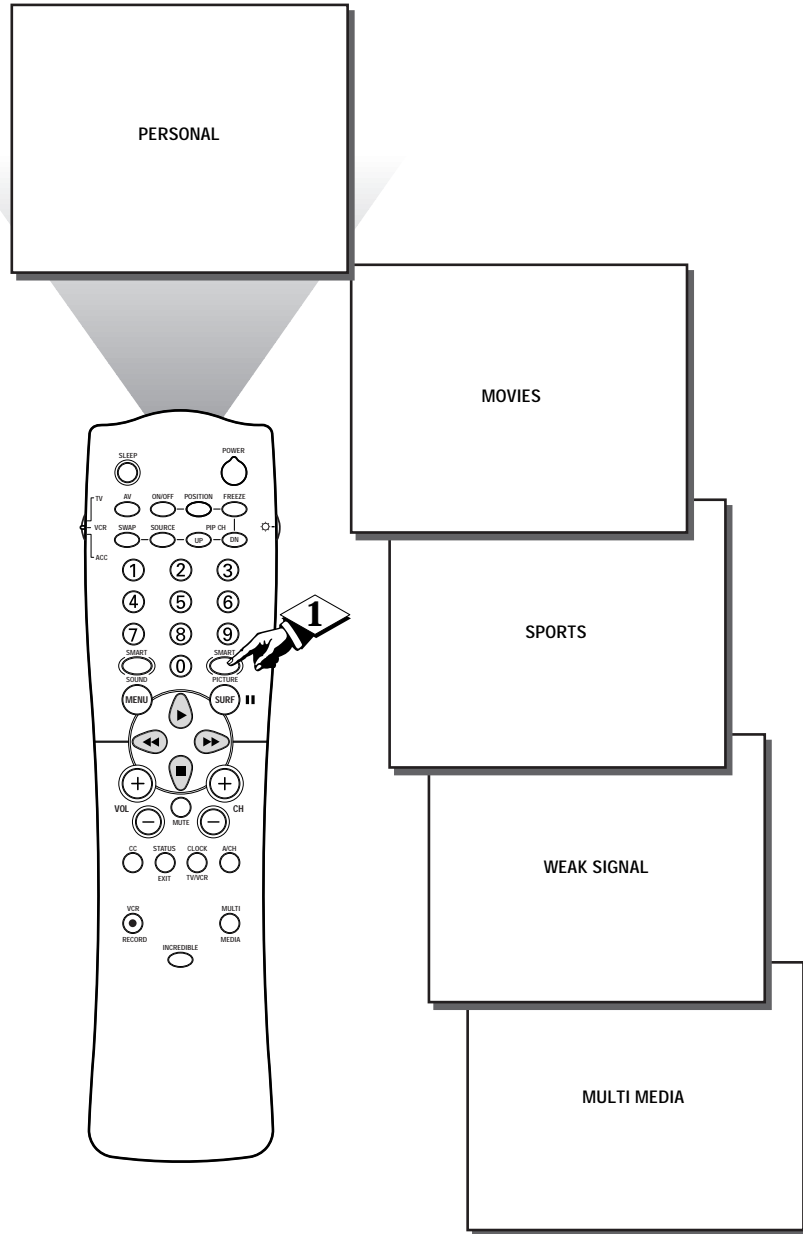 PERSONAL
MOVIES
SPORTS
WEAK SIGNAL
MULTI MEDIA
SLEEP POWER
TV AV ON/OFF POSITION FREEZE
VCR SWAP SOURCE PIP CH
UP DN
ACC
1 2 3
4 5 6
7 8 9
1
SMART 0 SMART
SOUND PICTURE
MENU SURF
VOL MUTE CH
CC STATUS CLOCK A/CH
EXIT TV/VCR
VCR MULTI
RECORD MEDIA
INCREDIBLE